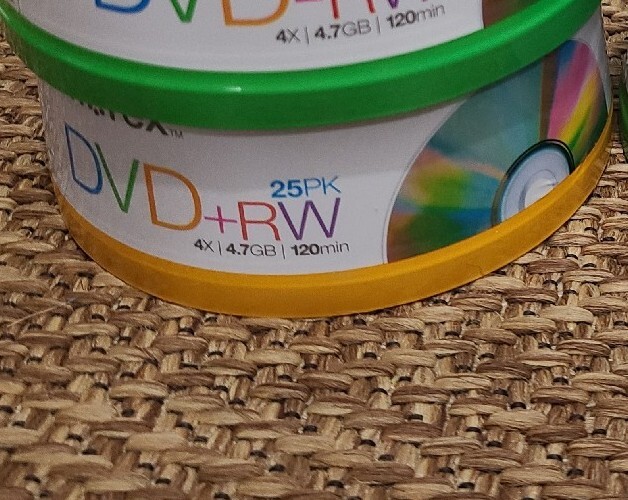 4X | 4.7GB | 120min
DVD+RW
25PK
4X | 4.7GB | 120min